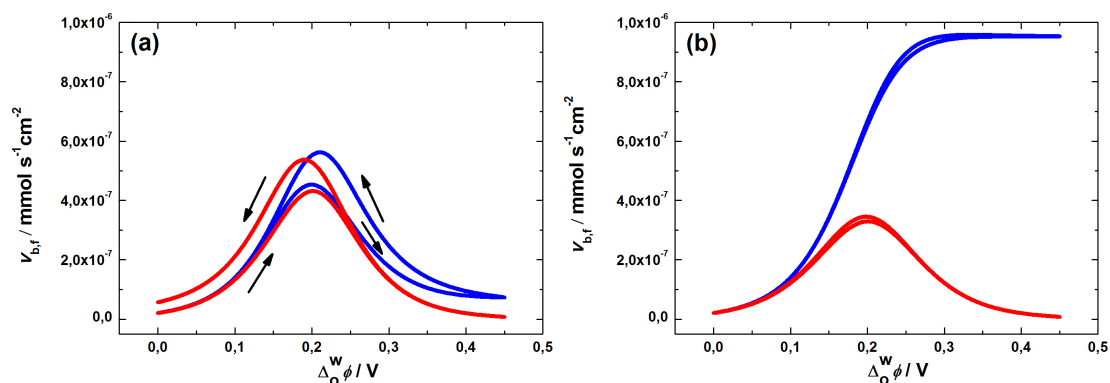 (a)
1,0x10⁻⁶
8,0x10⁻⁷
6,0x10⁻⁷
4,0x10⁻⁷
2,0x10⁻⁷
0,0
ν_b,f / mmol s⁻¹cm⁻²
0,0 0,1 0,2 0,3 0,4 0,5
Δ_o^w ϕ / V
(b)
1,0x10⁻⁶
8,0x10⁻⁷
6,0x10⁻⁷
4,0x10⁻⁷
2,0x10⁻⁷
0,0
ν_b,f / mmol s⁻¹cm⁻²
0,0 0,1 0,2 0,3 0,4 0,5
Δ_o^w ϕ / V